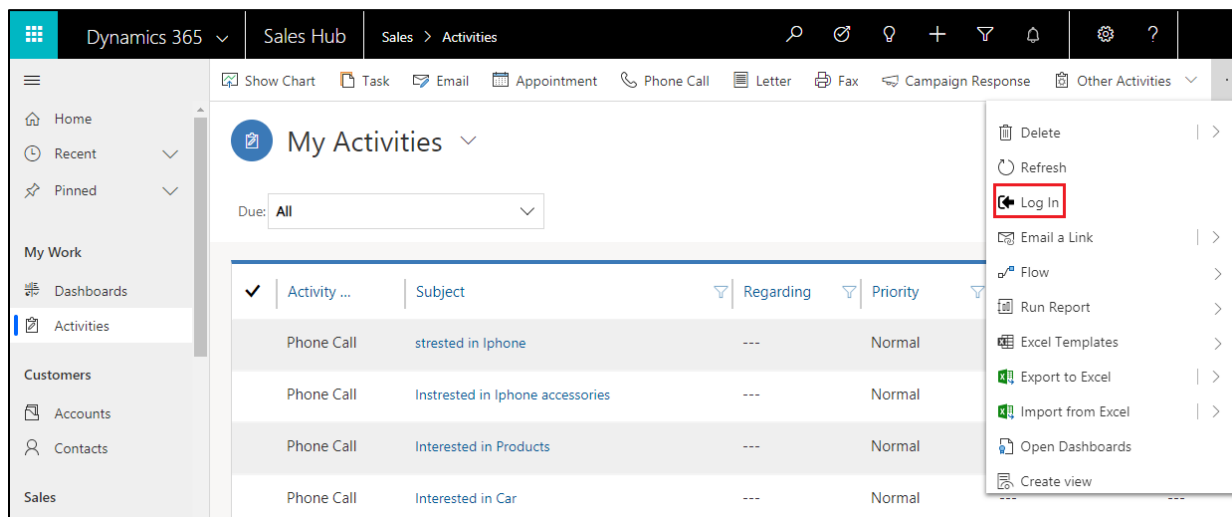 Dynamics 365 Sales Hub Sales > Activities ?
Show Chart Task Email Appointment Phone Call Letter Fax Campaign Response Other Activities
Home
Recent
Pinned
My Work
Dashboards
Activities
Customers
Accounts
Contacts
Sales
My Activities
Due: All
Activity ... Subject Regarding Priority
Phone Call strested in Iphone --- Normal
Phone Call Instrested in Iphone accessories --- Normal
Phone Call Interested in Products --- Normal
Phone Call Interested in Car --- Normal --- ---
Delete
Refresh
Log In
Email a Link
Flow
Run Report
Excel Templates
Export to Excel
Import from Excel
Open Dashboards
Create view